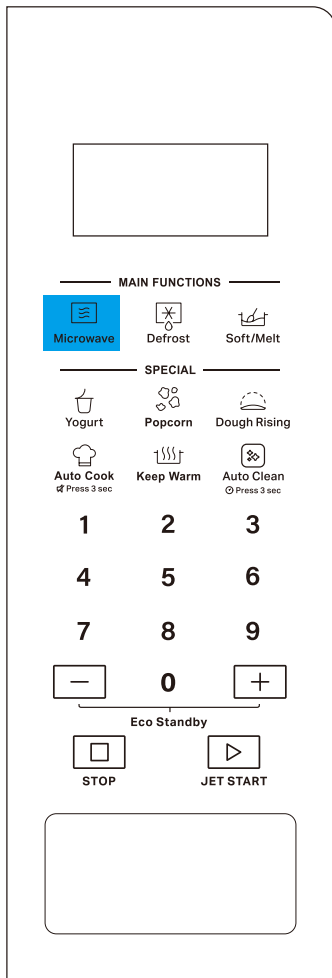 MAIN FUNCTIONS
Microwave Defrost Soft/Melt
SPECIAL
Yogurt Popcorn Dough Rising
Auto Cook Keep Warm Auto Clean
Press 3 sec Press 3 sec
1 2 3
4 5 6
7 8 9
− 0 +
Eco Standby
STOP JET START